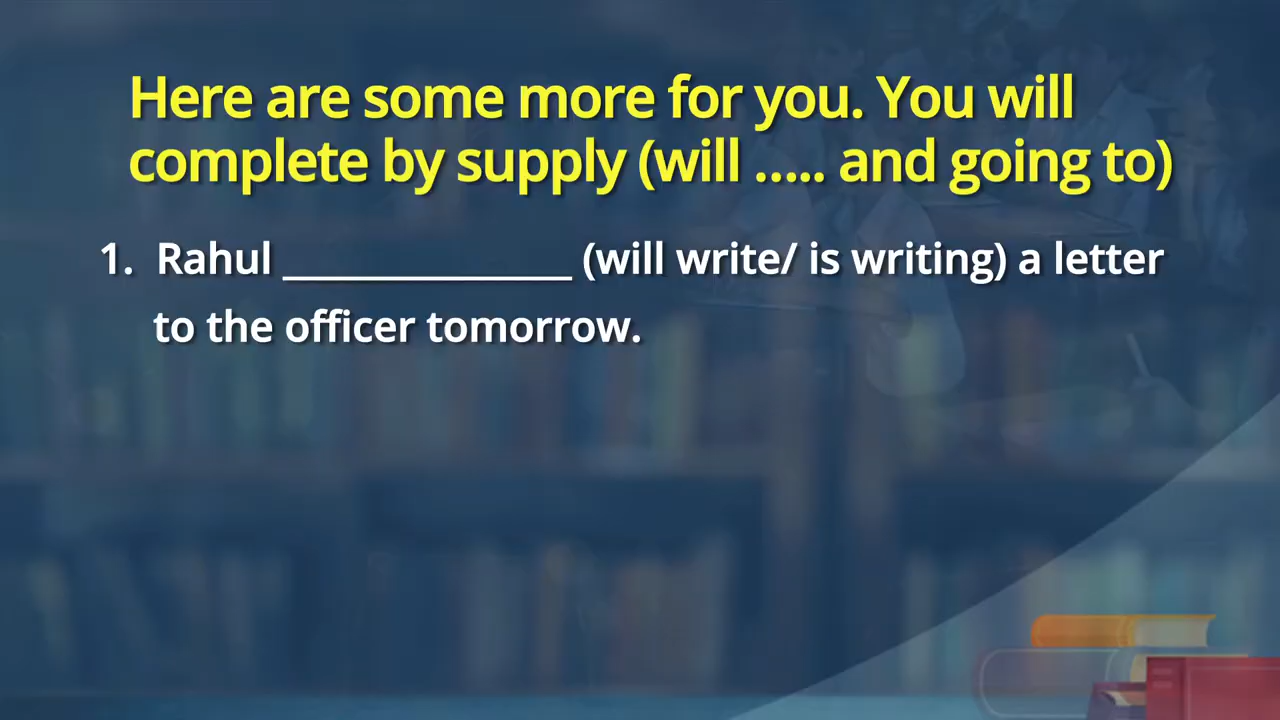 Here are some more for you. You will
complete by supply (will ..... and going to)
1. Rahul ______________ (will write/ is writing) a letter
to the officer tomorrow.